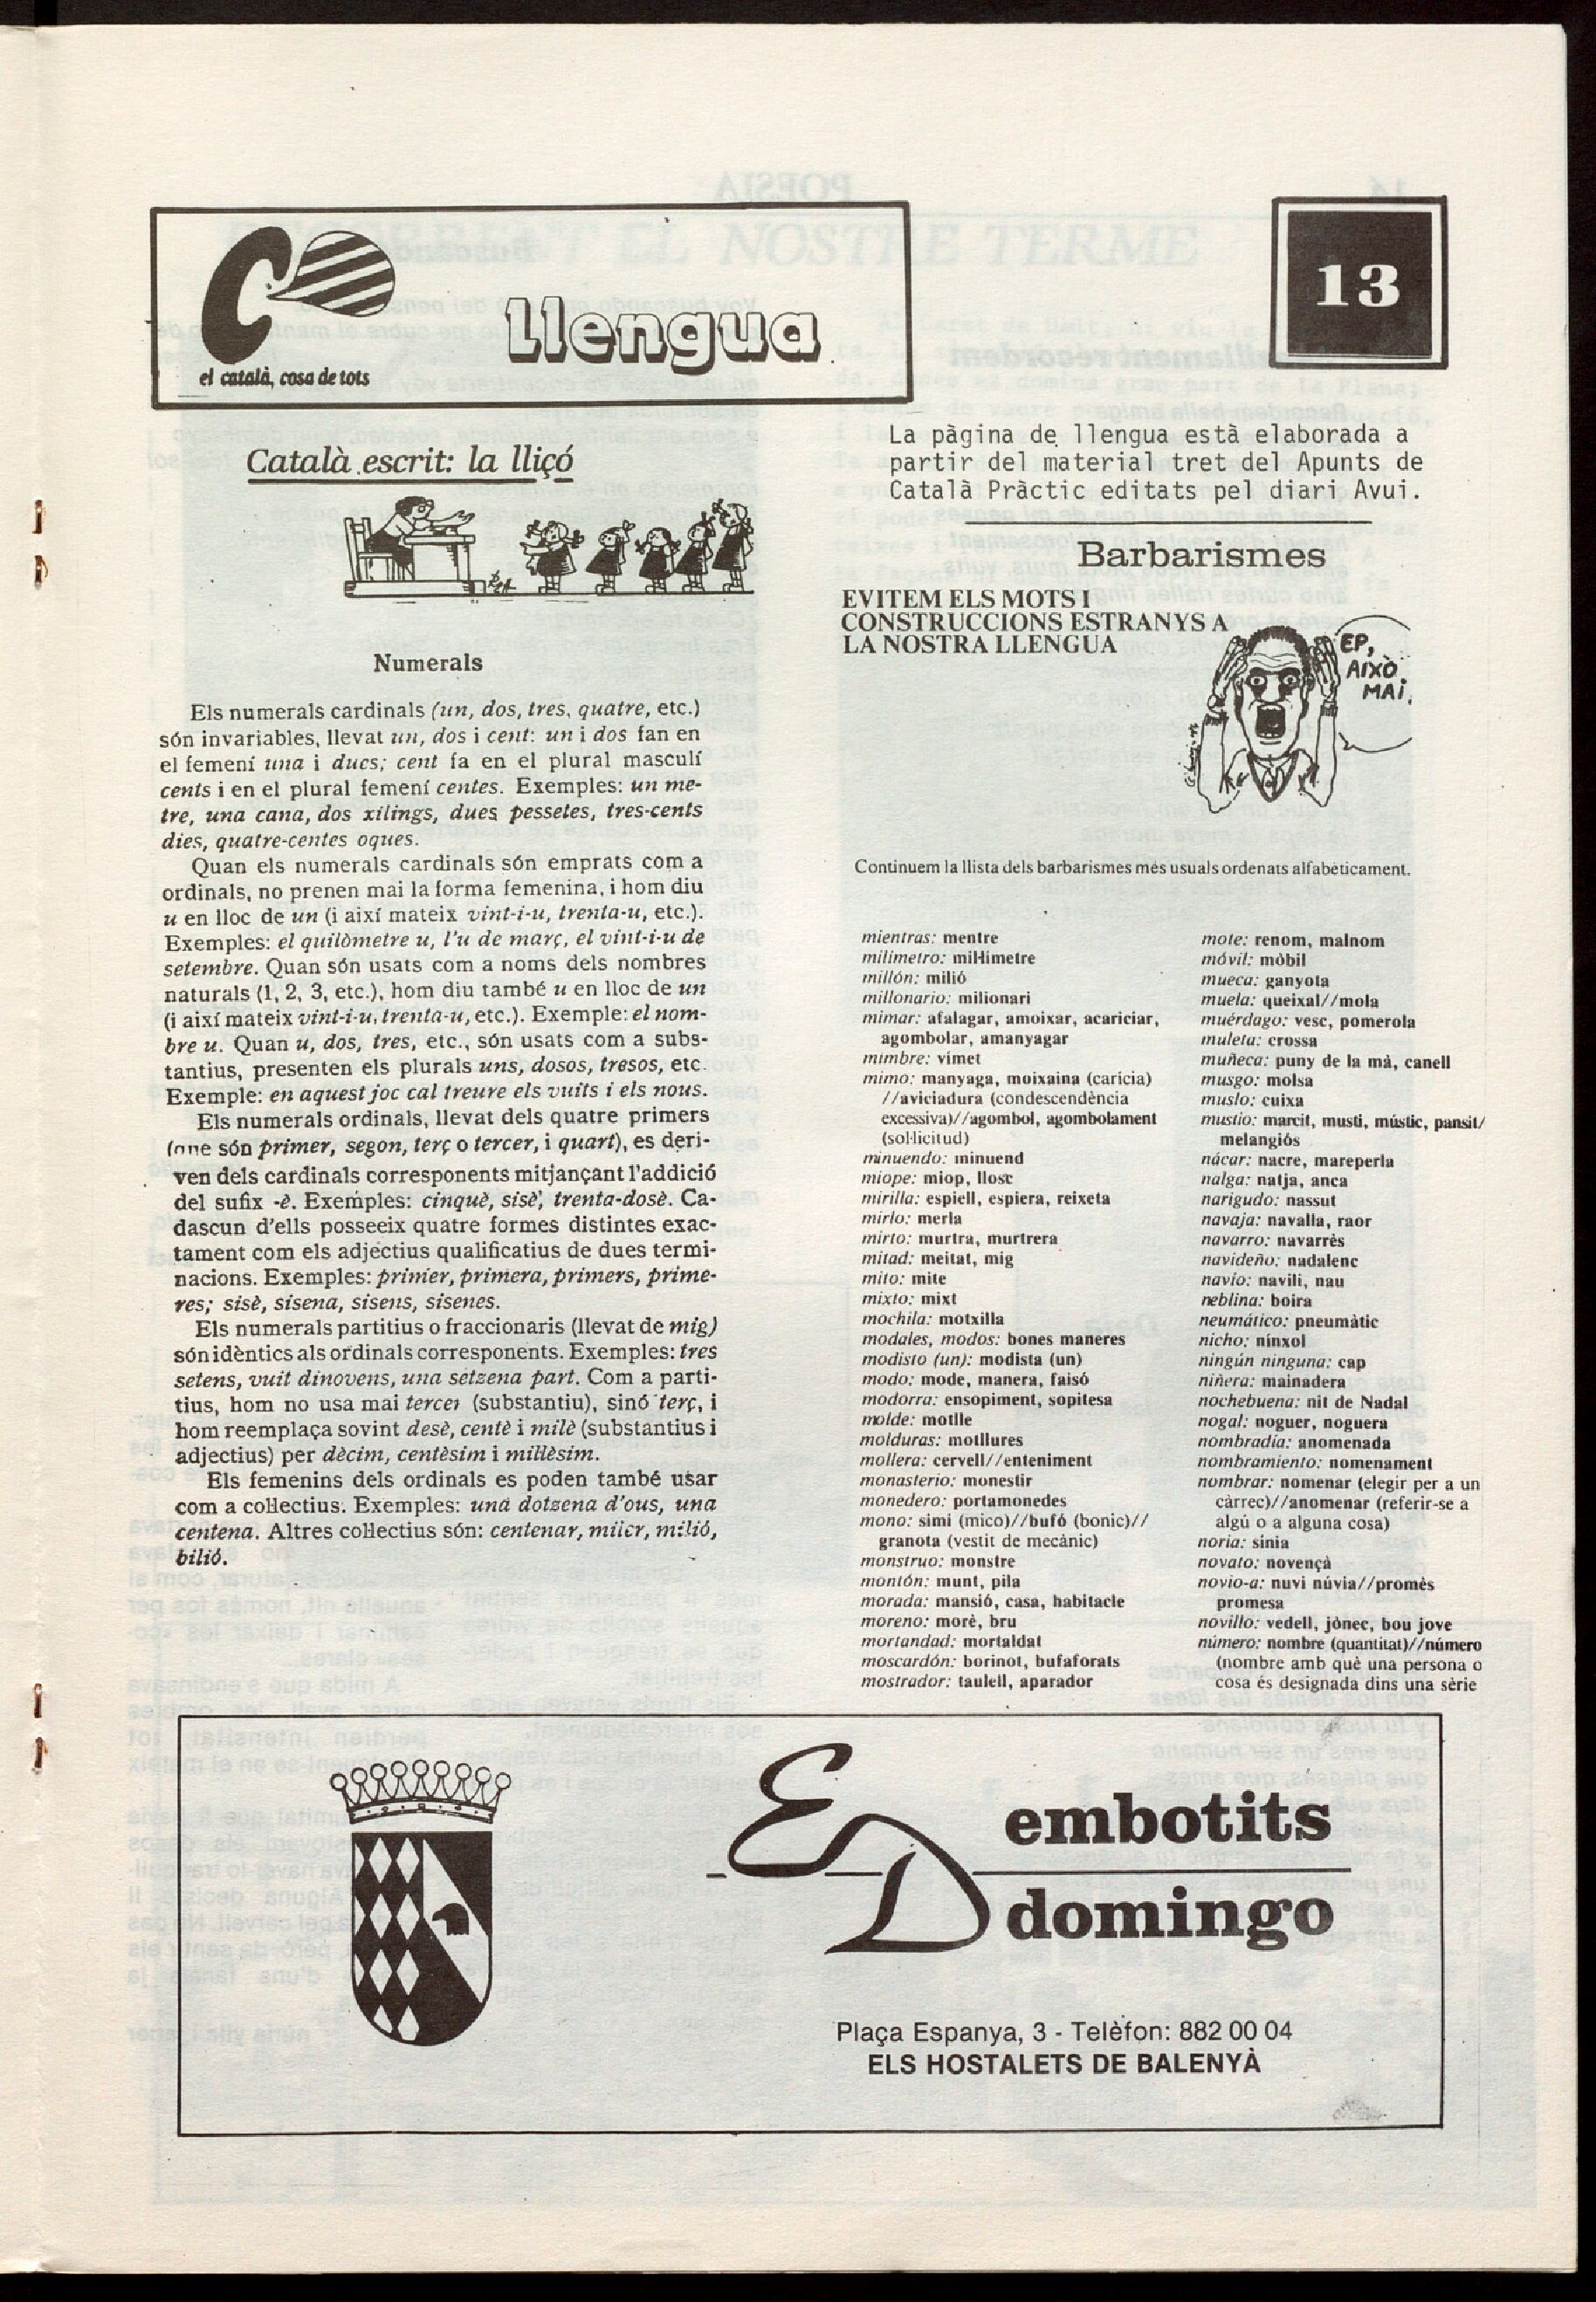 Llengua
el català, cosa de tots
13
Català escrit: la lliçó
Numerals
Els numerals cardinals (un, dos, tres, quatre, etc.)
són invariables, llevat un, dos i cent: un i dos fan en
el femení una i dues; cent fa en el plural masculí
cents i en el plural femení centes. Exemples: un me-
tre, una cana, dos xílings, dues pessetes, tres-cents
dies, quatre-centes oques.
Quan els numerals cardinals són emprats com a
ordinals, no prenen mai la forma femenina, i hom diu
u en lloc de un (i així mateix vint-i-u, trenta-u, etc.).
Exemples: el quilòmetre u, l'u de març, el vint-i-u de
setembre. Quan són usats com a noms dels nombres
naturals (1, 2, 3, etc.), hom diu també u en lloc de un
(i així mateix vint-i-u, trenta-u, etc.). Exemple: el nom-
bre u. Quan u, dos, tres, etc., són usats com a subs-
tantius, presenten els plurals uns, dosos, tresos, etc.
Exemple: en aquest joc cal treure els vuits i els nous.
Els numerals ordinals, llevat dels quatre primers
(que són primer, segon, terç o tercer, i quart), es deri-
ven dels cardinals corresponents mitjançant l'addició
del sufix -è. Exemples: cinquè, sisè, trenta-dosè. Ca-
dascun d'ells posseeix quatre formes distintes exac-
tament com els adjectius qualificatius de dues termi-
nacions. Exemples: primer, primera, primers, prime-
res; sisè, sisena, sisens, sisenes.
Els numerals partitius o fraccionaris (llevat de mig)
són idèntics als ordinals corresponents. Exemples: tres
setens, vuit dinovens, una setzena part. Com a parti-
tius, hom no usa mai tercer (substantiu), sinó terç, i
hom reemplaça sovint desè, centè i milè (substantius i
adjectius) per dècim, centèsim i mil·lèsim.
Els femenins dels ordinals es poden també usar
com a col·lectius. Exemples: una dotzena d'ous, una
centena. Altres col·lectius són: centenar, miler, milió,
bilió.
La pàgina de llengua està elaborada a
partir del material tret del Apunts de
Català Pràctic editats pel diari Avui.
Barbarismes
EVITEM ELS MOTS I
CONSTRUCCIONS ESTRANYS A
LA NOSTRA LLENGUA
EP,
AIXÒ
MAI.
Continuem la llista dels barbarismes més usuals ordenats alfabèticament.
mientras: mentre
milímetro: mil·límetre
millón: milió
millonario: milionari
mimar: afalagar, amoixar, acariciar,
agombolar, amanyagar
mimbre: vímet
mimo: manyaga, moixaina (carícia)
//aviciadura (condescendència
excessiva)//agombol, agombolament
(sol·licitud)
minuendo: minuend
miope: miop, llosc
mirilla: espiell, espiera, reixeta
mirlo: merla
mirto: murtra, murtrera
mitad: meitat, mig
mito: mite
mixto: mixt
mochila: motxilla
modales, modos: bones maneres
modisto (un): modista (un)
modo: mode, manera, faisó
modorra: ensopiment, sopitesa
molde: motlle
molduras: motllures
mollera: cervell//enteniment
monasterio: monestir
monedero: portamonedes
mono: simi (mico)//bufó (bonic)//
granota (vestit de mecànic)
monstruo: monstre
montón: munt, pila
morada: mansió, casa, habitacle
moreno: morè, bru
mortandad: mortaldat
moscardón: borinot, bufaforats
mostrador: taulell, aparador
mote: renom, malnom
móvil: mòbil
mueca: ganyota
muela: queixal//mola
muérdago: vesc, pomerola
muleta: crossa
muñeca: puny de la mà, canell
musgo: molsa
muslo: cuixa
mustio: marcit, musti, mústic, pansit/
melangiós
nácar: nacre, mareperla
nalga: natja, anca
narigudo: nassut
navaja: navalla, raor
navarro: navarrès
navideño: nadalenc
navío: navili, nau
neblina: boira
neumático: pneumàtic
nicho: nínxol
ningún ninguna: cap
niñera: mainadera
nochebuena: nit de Nadal
nogal: noguer, noguera
nombradía: anomenada
nombramiento: nomenament
nombrar: nomenar (elegir per a un
càrrec)//anomenar (referir-se a
algú o a alguna cosa)
noria: sínia
novato: novençà
novio-a: nuvi núvia//promès
promesa
novillo: vedell, jònec, bou jove
número: nombre (quantitat)//número
(nombre amb què una persona o
cosa és designada dins una sèrie
ED
embotits
domingo
Plaça Espanya, 3 - Telèfon: 882 00 04
ELS HOSTALETS DE BALENYÀ